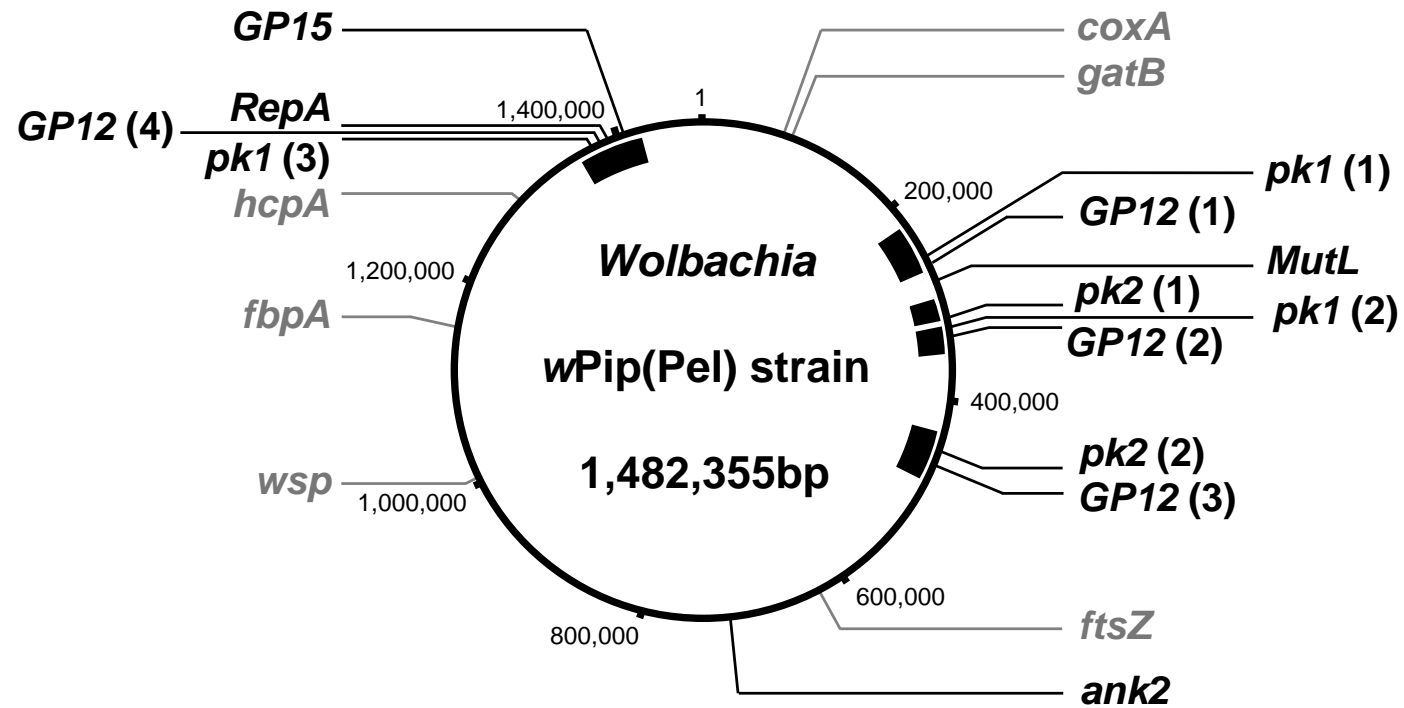 GP15
coxA
gatB
1
1,400,000
RepA
GP12 (4)
pk1 (3)
hcpA
200,000
pk1 (1)
GP12 (1)
MutL
Wolbachia
1,200,000
pk2 (1)
pk1 (2)
fbpA
GP12 (2)
wPip(Pel) strain
400,000
pk2 (2)
1,482,355bp
wsp
GP12 (3)
1,000,000
600,000
ftsZ
800,000
ank2